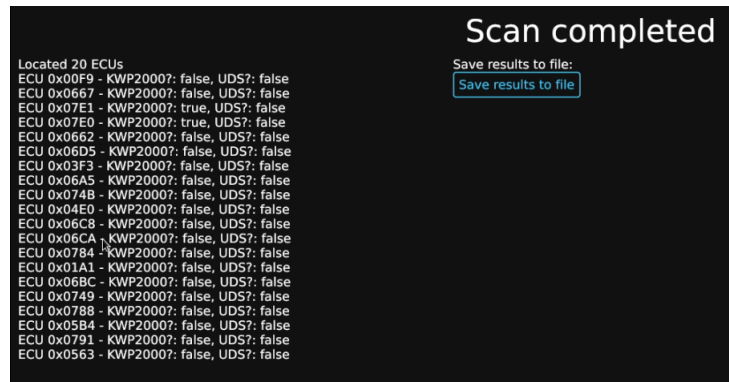 Scan completed
Located 20 ECUs
ECU 0x00F9 - KWP2000?: false, UDS?: false
ECU 0x0667 - KWP2000?: false, UDS?: false
ECU 0x07E1 - KWP2000?: true, UDS?: false
ECU 0x07E0 - KWP2000?: true, UDS?: false
ECU 0x0662 - KWP2000?: false, UDS?: false
ECU 0x06D5 - KWP2000?: false, UDS?: false
ECU 0x03F3 - KWP2000?: false, UDS?: false
ECU 0x06A5 - KWP2000?: false, UDS?: false
ECU 0x074B - KWP2000?: false, UDS?: false
ECU 0x04E0 - KWP2000?: false, UDS?: false
ECU 0x06C8 - KWP2000?: false, UDS?: false
ECU 0x06CA - KWP2000?: false, UDS?: false
ECU 0x0784 - KWP2000?: false, UDS?: false
ECU 0x01A1 - KWP2000?: false, UDS?: false
ECU 0x06BC - KWP2000?: false, UDS?: false
ECU 0x0749 - KWP2000?: false, UDS?: false
ECU 0x0788 - KWP2000?: false, UDS?: false
ECU 0x05B4 - KWP2000?: false, UDS?: false
ECU 0x0791 - KWP2000?: false, UDS?: false
ECU 0x0563 - KWP2000?: false, UDS?: false
Save results to file:
Save results to file